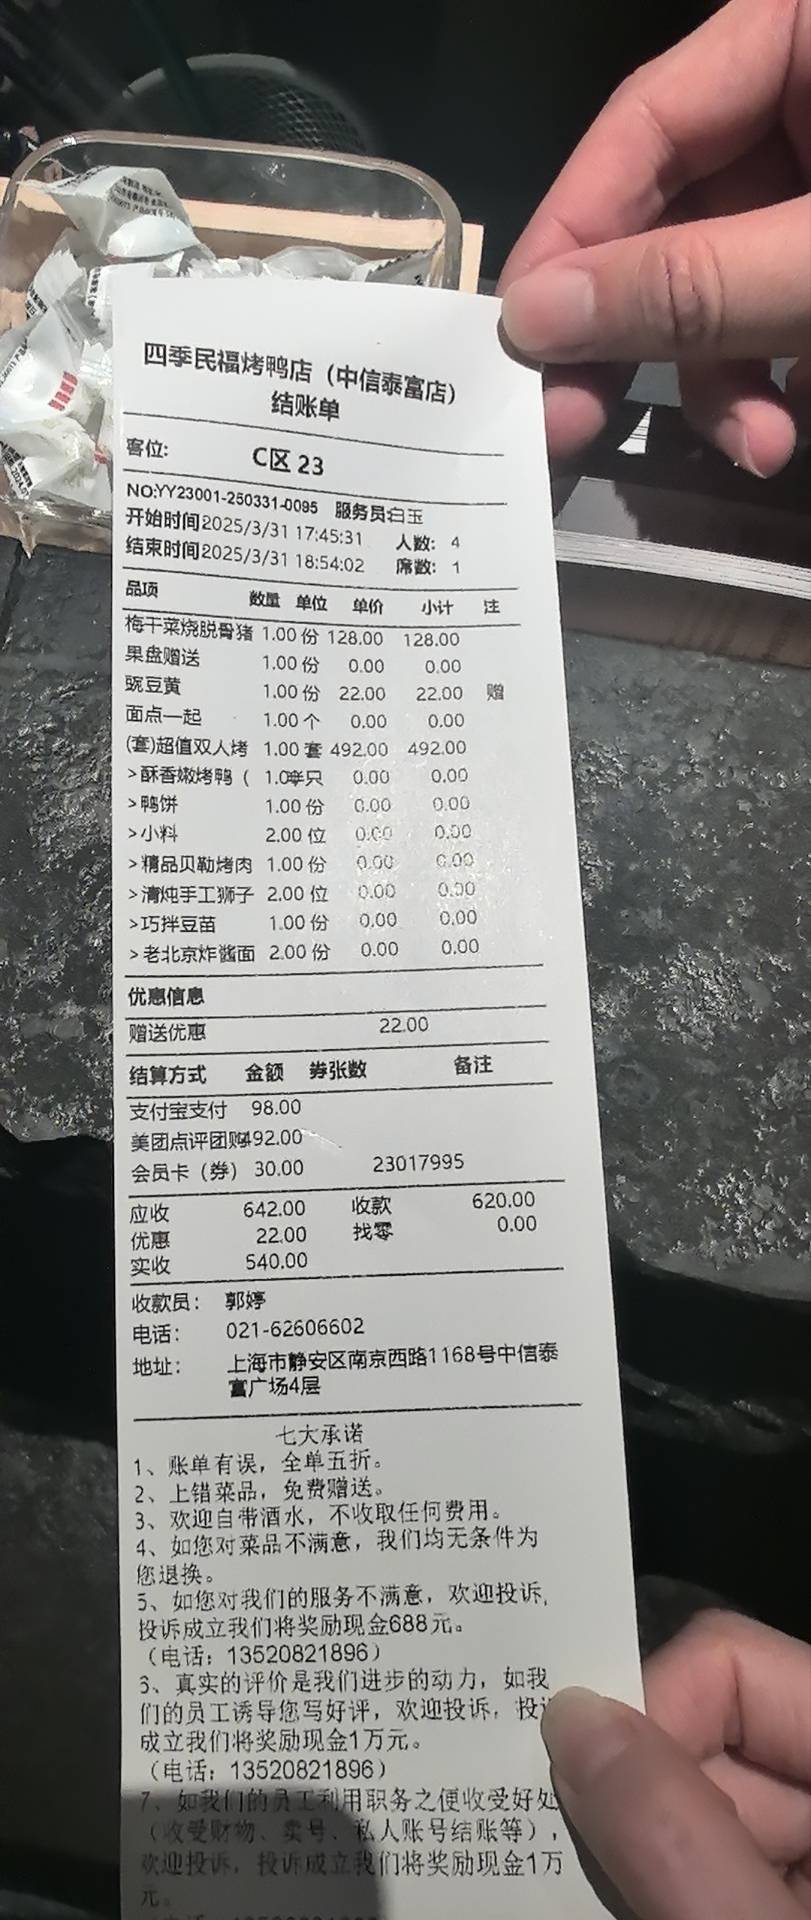 四季民福烤鸭店（中信泰富店）
结账单
客位： C区 23
NO:YY23001-250331-0095 服务员:白玉
开始时间2025/3/31 17:45:31 人数： 4
结束时间2025/3/31 18:54:02 席数： 1
品项 数量 单位 单价 小计 注
梅干菜烧脱骨猪 1.00 份 128.00 128.00
果盘赠送 1.00 份 0.00 0.00
豌豆黄 1.00 份 22.00 22.00 赠
面点一起 1.00 个 0.00 0.00
(套)超值双人烤 1.00 套 492.00 492.00
>酥香嫩烤鸭（ 1.0 只 0.00 0.00
>鸭饼 1.00 份 0.00 0.00
>小料 2.00 位 0.00 0.00
>精品贝勒烤肉 1.00 份 0.00 0.00
>清炖手工狮子 2.00 位 0.00 0.00
>巧拌豆苗 1.00 份 0.00 0.00
>老北京炸酱面 2.00 份 0.00 0.00
优惠信息
赠送优惠 22.00
结算方式 金额 券张数 备注
支付宝支付 98.00
美团点评团购492.00
会员卡（券） 30.00 23017995
应收 642.00 收款 620.00
优惠 22.00 找零 0.00
实收 540.00
收款员： 郭婷
电话： 021-62606602
地址： 上海市静安区南京西路1168号中信泰
富广场4层
七大承诺
1、账单有误，全单五折。
2、上错菜品，免费赠送。
3、欢迎自带酒水，不收取任何费用。
4、如您对菜品不满意，我们均无条件为
您退换。
5、如您对我们的服务不满意，欢迎投诉,
投诉成立我们将奖励现金688元。
（电话：13520821896）
6、真实的评价是我们进步的动力，如我
们的员工诱导您写好评，欢迎投诉，投
成立我们将奖励现金1万元。
（电话：13520821896）
7、如我们的员工利用职务之便收受好处
（收受财物、卖号、私人账号结账等），
欢迎投诉，投诉成立我们将奖励现金1万
元。